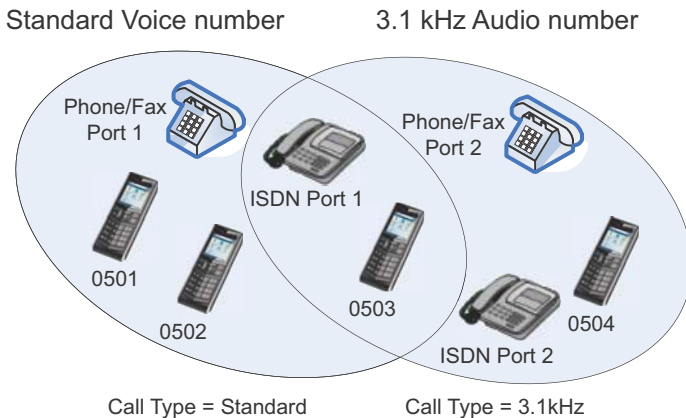 Standard Voice number
3.1 kHz Audio number
Phone/Fax
Port 1
Phone/Fax
Port 2
ISDN Port 1
0501
0502
0503
0504
ISDN Port 2
Call Type = Standard
Call Type = 3.1kHz